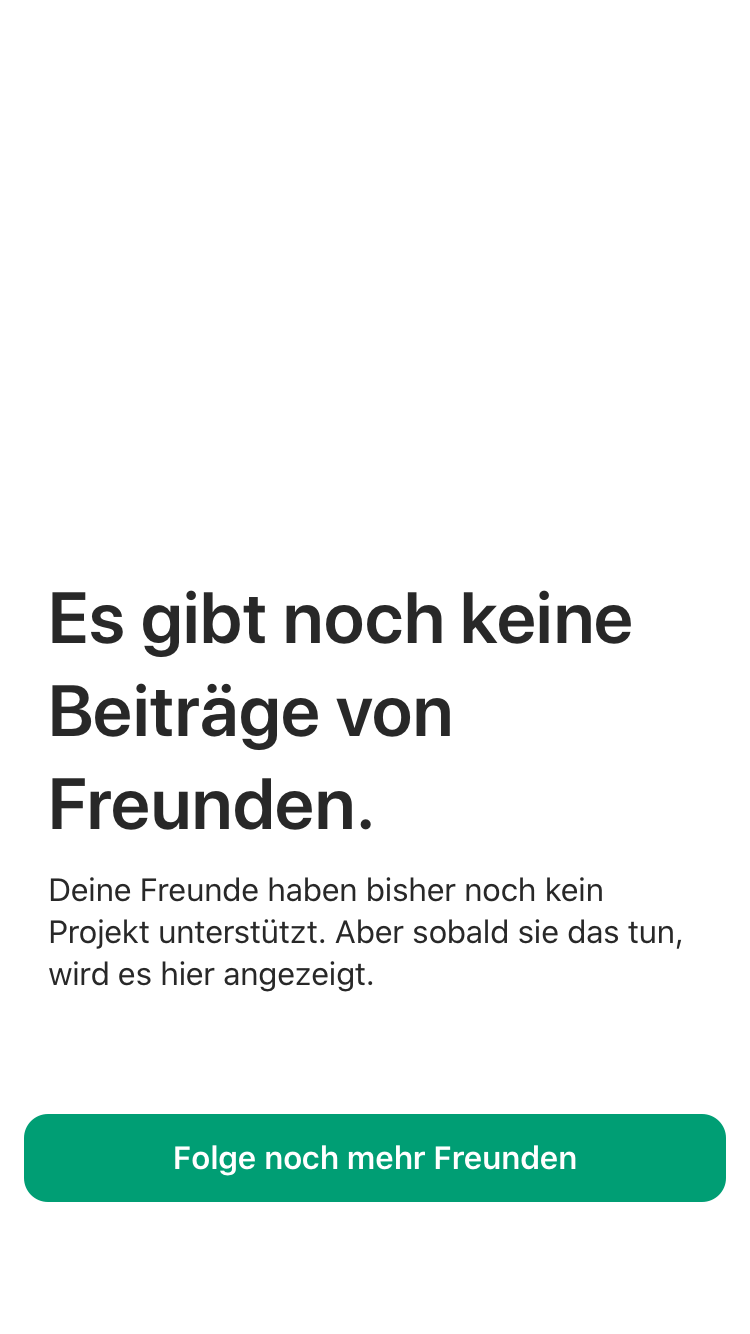 Es gibt noch keine
Beiträge von
Freunden.
Deine Freunde haben bisher noch kein
Projekt unterstützt. Aber sobald sie das tun,
wird es hier angezeigt.
Folge noch mehr Freunden